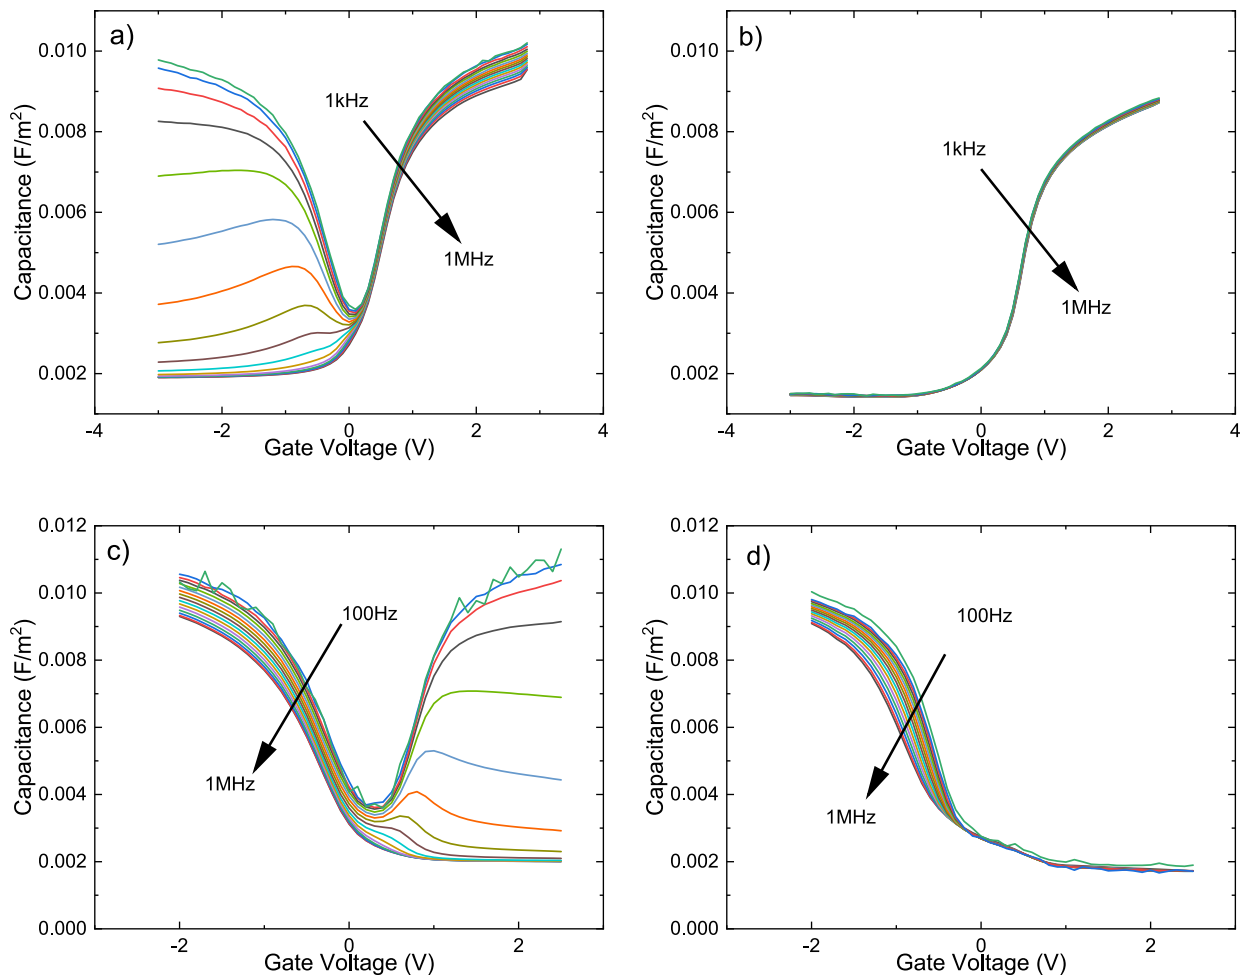 a)
0.010
0.008
0.006
0.004
0.002
Capacitance (F/m²)
1kHz
1MHz
-4
-2
0
2
4
Gate Voltage (V)
b)
0.010
0.008
0.006
0.004
0.002
Capacitance (F/m²)
1kHz
1MHz
-4
-2
0
2
4
Gate Voltage (V)
c)
0.012
0.010
0.008
0.006
0.004
0.002
0.000
Capacitance (F/m²)
100Hz
1MHz
-2
0
2
Gate Voltage (V)
d)
0.012
0.010
0.008
0.006
0.004
0.002
0.000
Capacitance (F/m²)
100Hz
1MHz
-2
0
2
Gate Voltage (V)